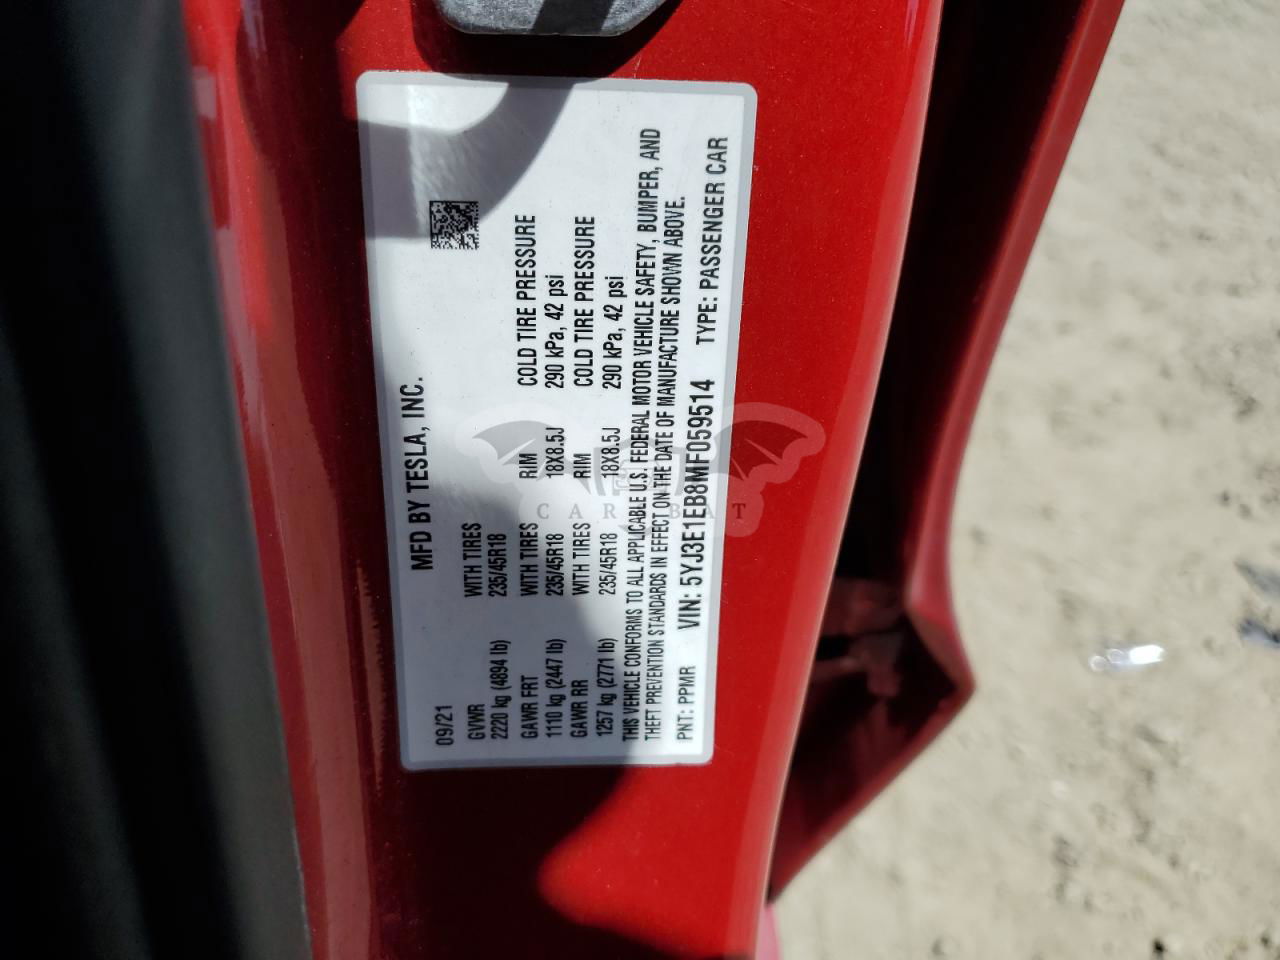 MFD BY TESLA, INC.
09/21
GVWR WITH TIRES
2220 kg (4894 lb) 235/45R18
GAWR FRT WITH TIRES RIM COLD TIRE PRESSURE
1110 kg (2447 lb) 235/45R18 18X8.5J 290 kPa, 42 psi
GAWR RR WITH TIRES RIM COLD TIRE PRESSURE
1257 kg (2771 lb) 235/45R18 18X8.5J 290 kPa, 42 psi
THIS VEHICLE CONFORMS TO ALL APPLICABLE U.S. FEDERAL MOTOR VEHICLE SAFETY, BUMPER, AND
THEFT PREVENTION STANDARDS IN EFFECT ON THE DATE OF MANUFACTURE SHOWN ABOVE.
PNT: PPMR VIN: 5YJ3E1EB8MF059514 TYPE: PASSENGER CAR
CAR BAT